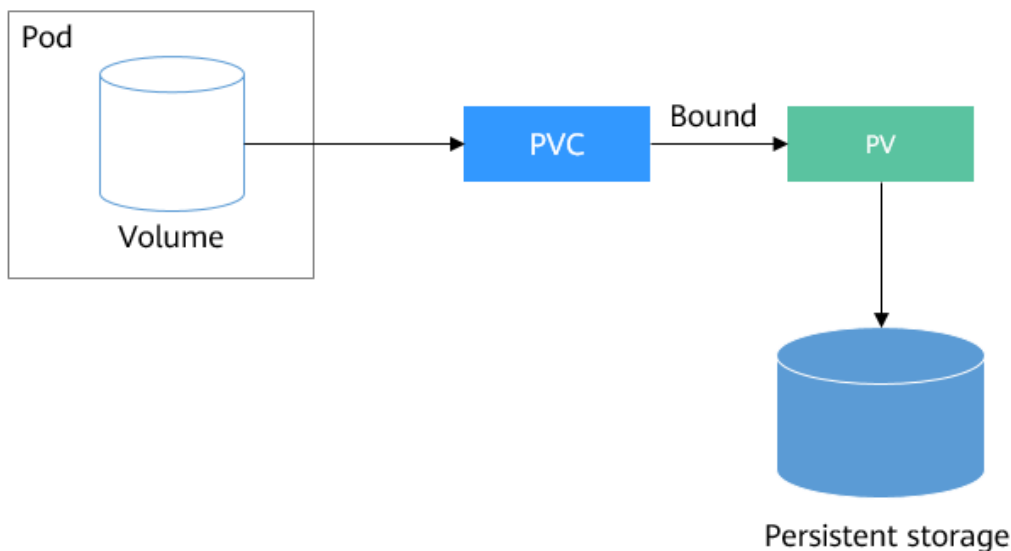 Pod
Volume
PVC
Bound
PV
Persistent storage